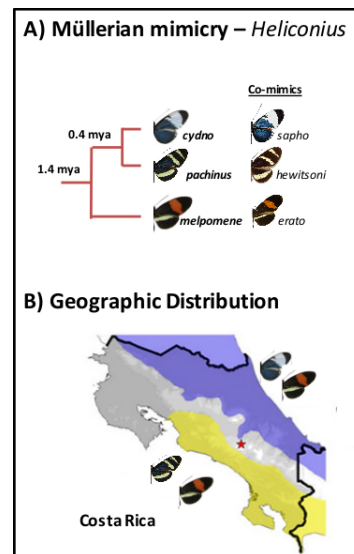 A) Müllerian mimicry – Heliconius
Co-mimics
0.4 mya
cydno
sapho
1.4 mya
pachinus
hewitsoni
melpomene
erato
B) Geographic Distribution
Costa Rica